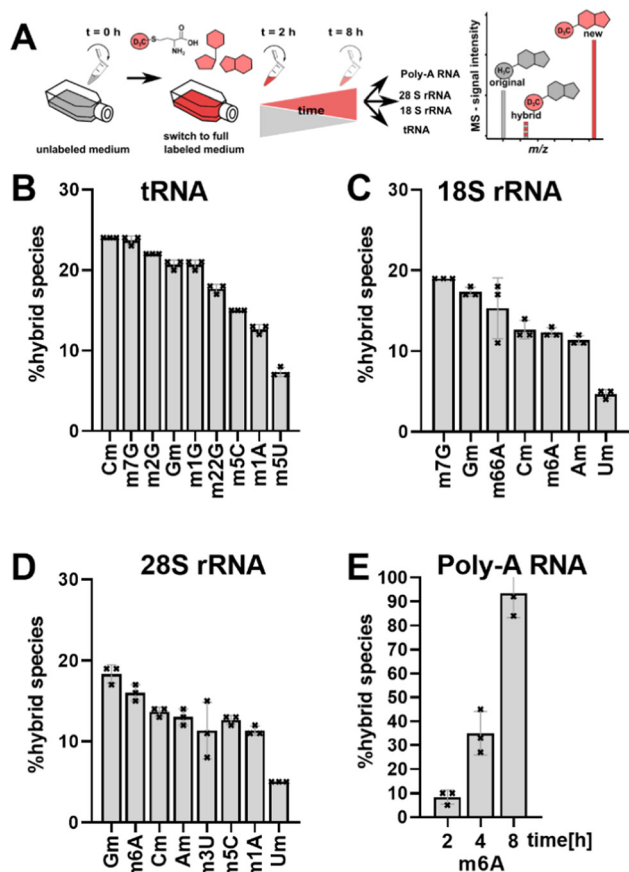 A
t = 0 h
D₃C
S
O
OH
NH₂
t = 2 h
t = 8 h
unlabeled medium
switch to full
labeled medium
time
Poly-A RNA
28 S rRNA
18 S rRNA
tRNA
MS - signal intensity
D₃C
new
H₃C
original
D₃C
hybrid
m/z
B
tRNA
%hybrid species
30
20
10
0
Cm
m7G
m2G
Gm
m1G
m22G
m5C
m1A
m5U
C
18S rRNA
%hybrid species
30
20
10
0
m7G
Gm
m66A
Cm
m6A
Am
Um
D
28S rRNA
%hybrid species
30
20
10
0
Gm
m6A
Cm
Am
m3U
m5C
m1A
Um
E
Poly-A RNA
%hybrid species
100
90
80
70
60
50
40
30
20
10
0
2 4 8 time[h]
m6A